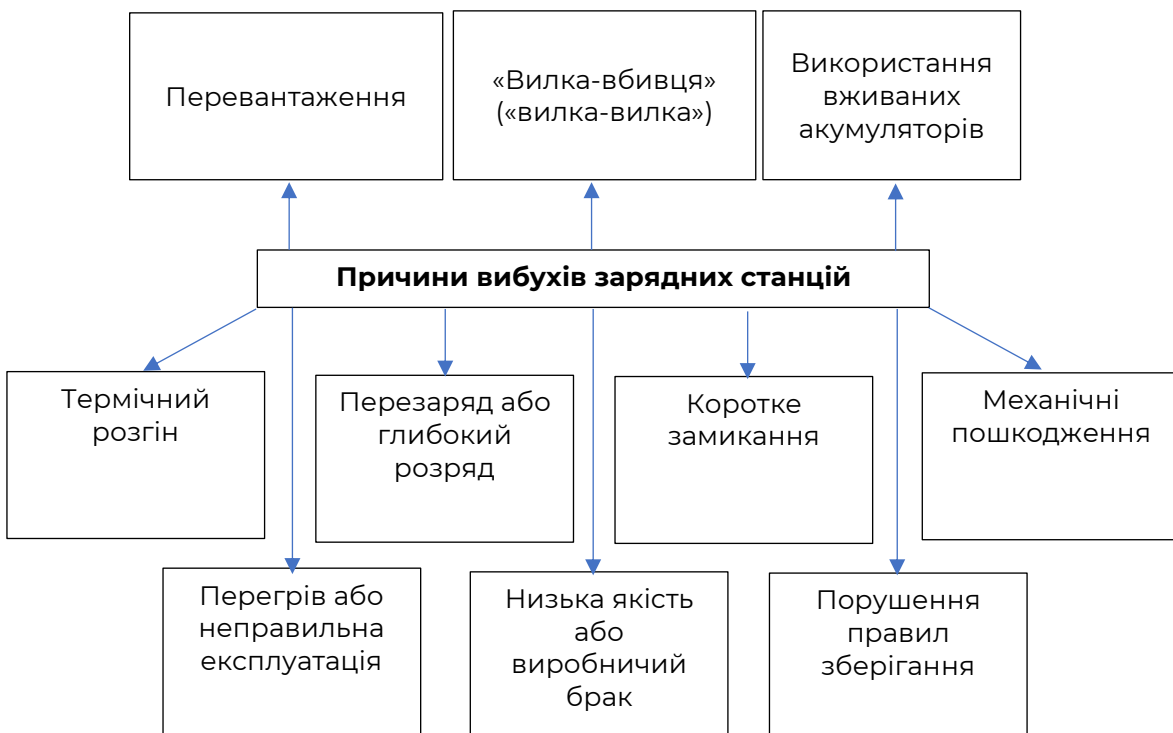 Перевантаження
«Вилка-вбивця»
(«вилка-вилка»)
Використання
вживаних
акумуляторів
Причини вибухів зарядних станцій
Термічний
розгін
Перезаряд або
глибокий
розряд
Коротке
замикання
Механічні
пошкодження
Перегрів або
неправильна
експлуатація
Низька якість
або
виробничий
брак
Порушення
правил
зберігання